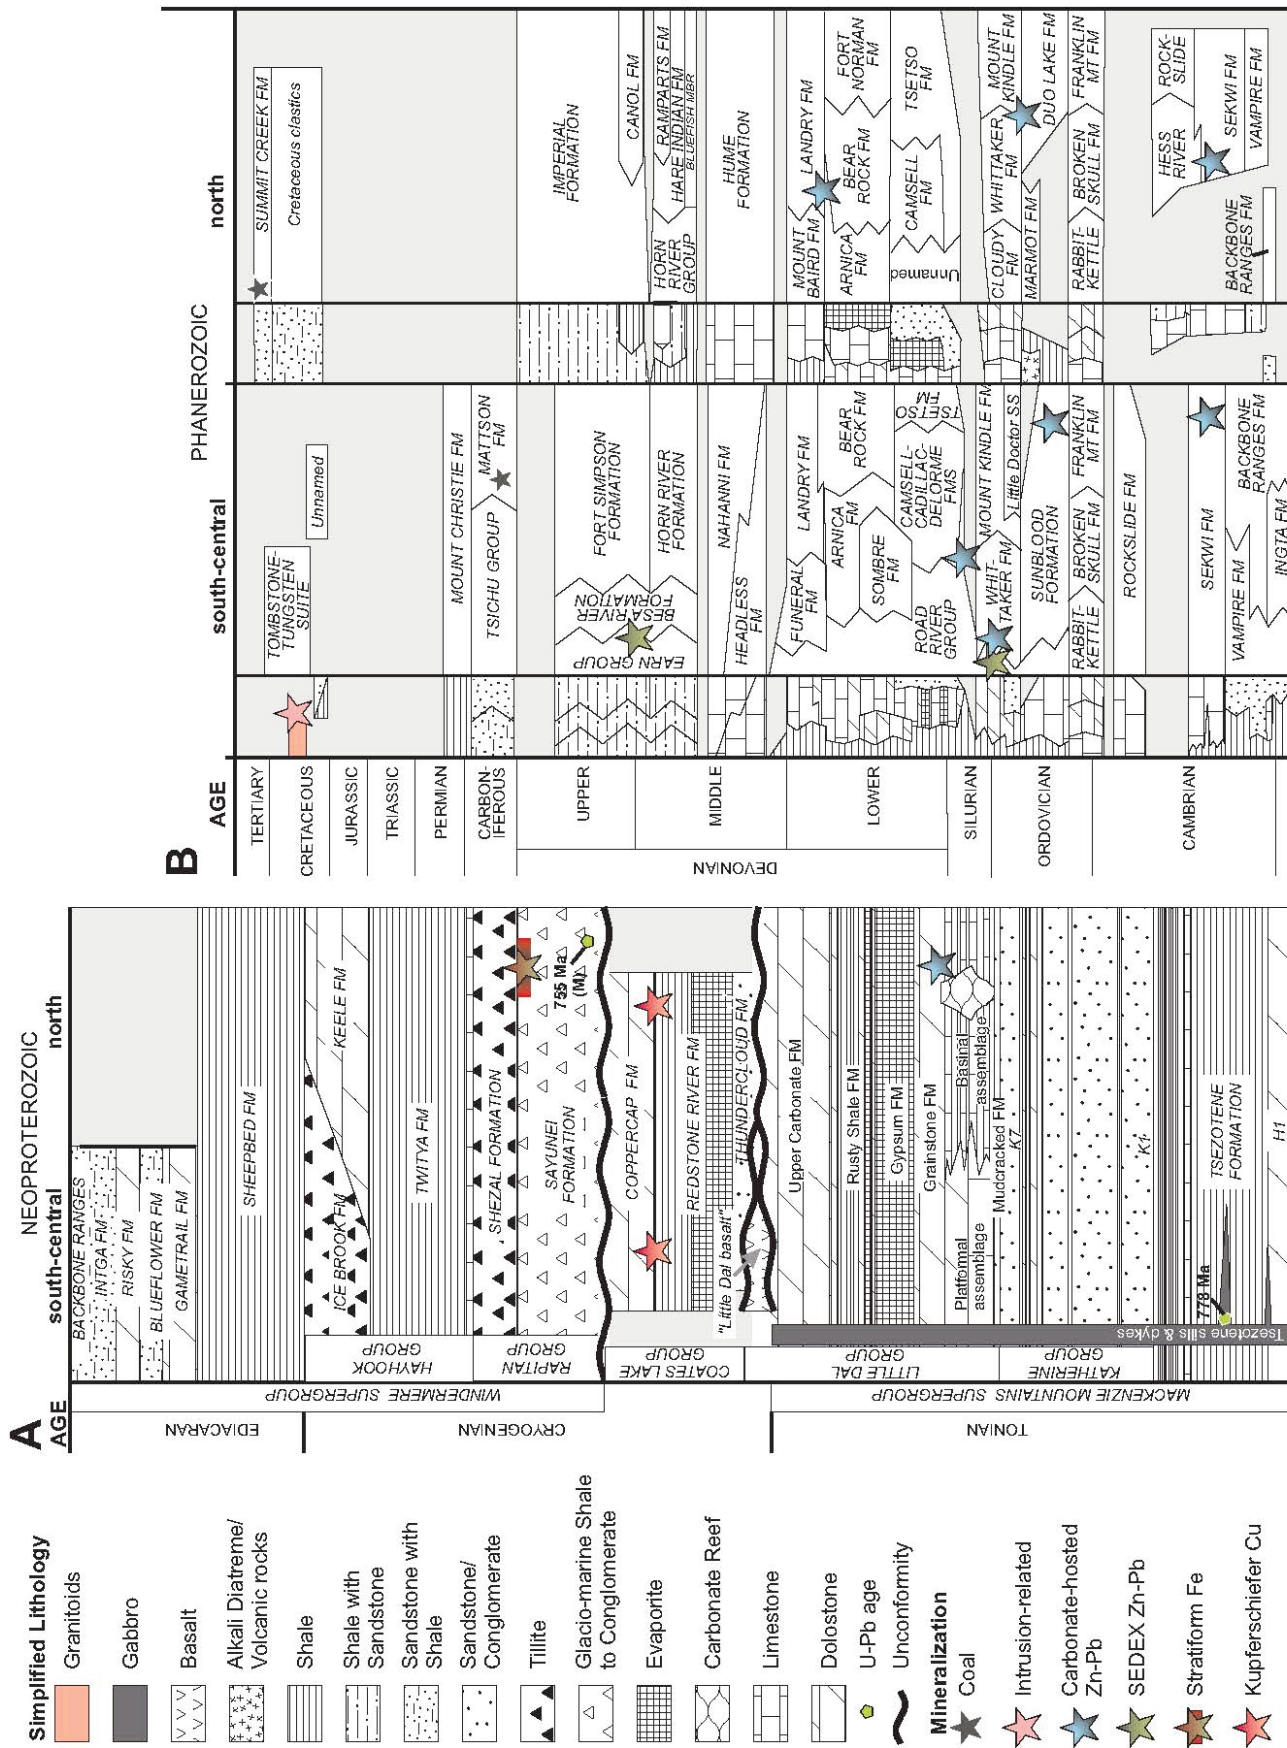 Simplified Lithology
Granitoids
Gabbro
Basalt
Alkali Diatreme/
Volcanic rocks
Shale
Shale with
Sandstone
Sandstone with
Shale
Sandstone/
Conglomerate
Tillite
Glacio-marine Shale
to Conglomerate
Evaporite
Carbonate Reef
Limestone
Dolostone
U-Pb age
Unconformity
Mineralization
Coal
Intrusion-related
Carbonate-hosted
Zn-Pb
SEDEX Zn-Pb
Stratiform Fe
Kupferschiefer Cu
A
NEOPROTEROZOIC
AGE
south-central
north
EDIACARAN
CRYOGENIAN
TONIAN
WINDERMERE SUPERGROUP
MACKENZIE MOUNTAINS SUPERGROUP
HAYHOOK
GROUP
RAPITAN
GROUP
COATES LAKE
GROUP
LITTLE DAL
GROUP
KATHERINE
GROUP
BACKBONE RANGES
INTGA FM
RISKY FM
BLUEFLOWER FM
GAMETRAIL FM
SHEEPBED FM
ICE BROOK FM
KEELE FM
TWITYA FM
SHEZAL FORMATION
SAYUNEI
FORMATION
755 Ma
(M)
COPPERCAP FM
REDSTONE RIVER FM
THUNDERCLOUD FM
"Little Dal basalt"
Upper Carbonate FM
Rusty Shale FM
Gypsum FM
Grainstone FM
Platformal
assemblage
Basinal
assemblage
Mudcracked FM
K7
K1
TSEZOTENE
FORMATION
H1
778 Ma
Tsezotene sills & dykes
B
PHANEROZOIC
AGE
south-central
north
TERTIARY
CRETACEOUS
JURASSIC
TRIASSIC
PERMIAN
CARBON-
IFEROUS
DEVONIAN
UPPER
MIDDLE
LOWER
SILURIAN
ORDOVICIAN
CAMBRIAN
TOMBSTONE-
TUNGSTEN
SUITE
Unnamed
MOUNT CHRISTIE FM
TSICHU GROUP
MATTSON
FM
EARN GROUP
BESA RIVER
FORMATION
FORT SIMPSON
FORMATION
HORN RIVER
FORMATION
HEADLESS
FM
NAHANNI FM
FUNERAL
FM
LANDRY FM
ARNICA
FM
BEAR
ROCK FM
SOMBRE
FM
ROAD
RIVER
GROUP
CAMSELL-
CADILLAC-
DELORME
FMS
TSETSO
FM
WHIT-
TAKER FM
MOUNT KINDLE FM
Little Doctor SS
SUNBLOOD
FORMATION
RABBIT-
KETTLE
BROKEN
SKULL FM
FRANKLIN
MT FM
ROCKSLIDE FM
SEKWI FM
VAMPIRE FM
BACKBONE
RANGES FM
INGTA FM
SUMMIT CREEK FM
Cretaceous clastics
IMPERIAL
FORMATION
CANOL FM
HORN
RIVER
GROUP
RAMPARTS FM
HARE INDIAN FM
BLUEFISH MBR
HUME
FORMATION
MOUNT
BAIRD FM
LANDRY FM
ARNICA
FM
BEAR
ROCK FM
FORT
NORMAN
FM
Unnamed
CAMSELL
FM
TSETSO
FM
CLOUDY
FM
WHITTAKER
FM
MOUNT
KINDLE FM
MARMOT FM
DUO LAKE FM
RABBIT-
KETTLE
BROKEN
SKULL FM
FRANKLIN
MT FM
HESS
RIVER
ROCK-
SLIDE
SEKWI FM
VAMPIRE FM
BACKBONE
RANGES FM